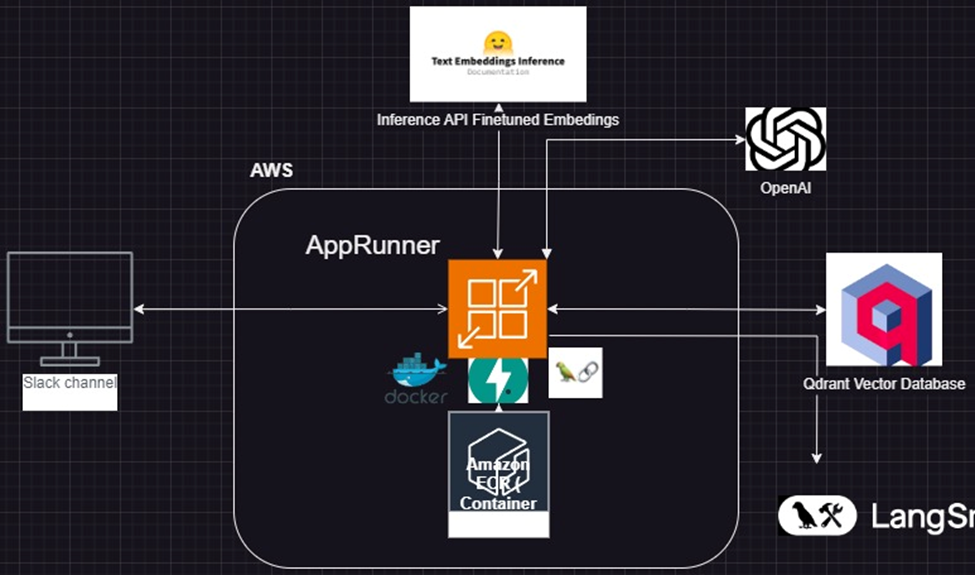 Text Embeddings Inference
Documentation
Inference API Finetuned Embedings
OpenAI
AWS
AppRunner
Slack channel
docker
Qdrant Vector Database
Amazon
ECR (
Container
LangSm